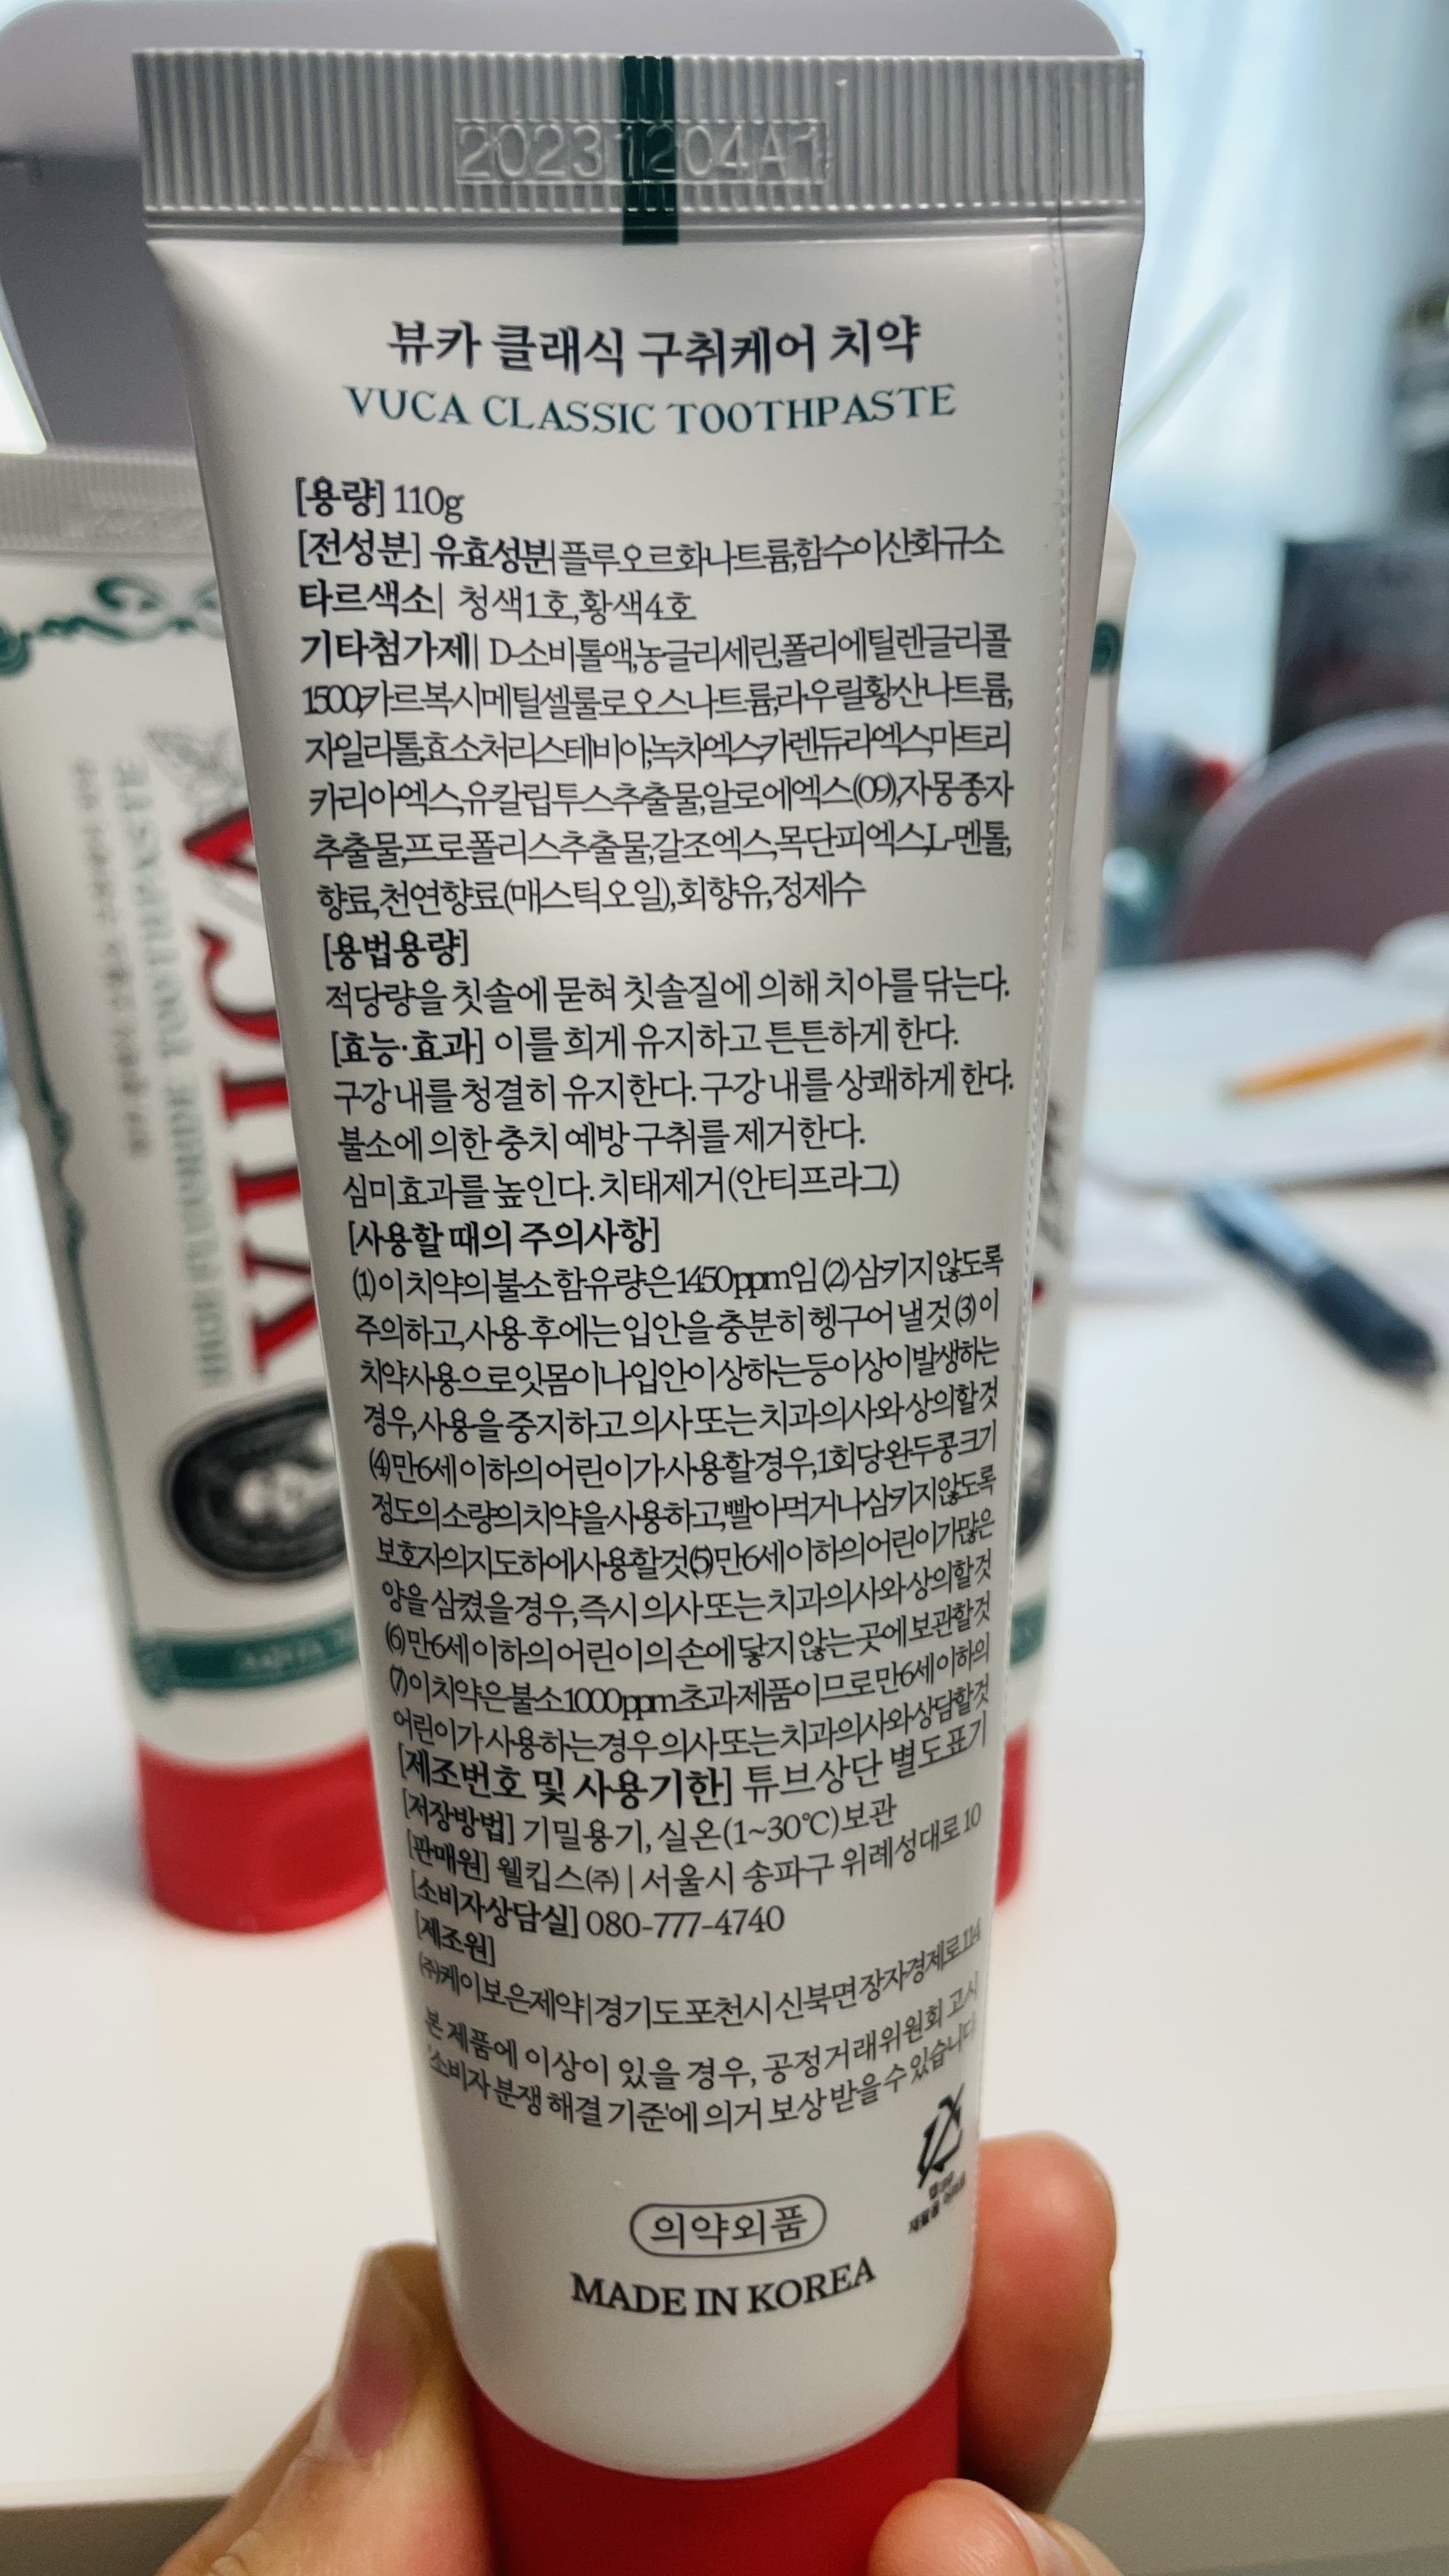 20231204A1
뷰카 클래식 구취케어 치약
VUCA CLASSIC TOOTHPASTE
[용량] 110g
[전성분] 유효성분| 플루오르화나트륨,함수이산화규소
타르색소| 청색1호,황색4호
기타첨가제| D-소비톨액,농글리세린,폴리에틸렌글리콜
1500,카르복시메틸셀룰로오스나트륨,라우릴황산나트륨,
자일리톨,효소처리스테비아,녹차엑스,카렌듀라엑스,마트리
카리아엑스,유칼립투스추출물,알로에엑스(09),자몽종자
추출물,프로폴리스추출물,갈조엑스,목단피엑스,L-멘톨,
향료,천연향료(매스틱오일),회향유,정제수
[용법용량]
적당량을 칫솔에 묻혀 칫솔질에 의해 치아를 닦는다.
[효능·효과] 이를 희게 유지하고 튼튼하게 한다.
구강 내를 청결히 유지한다. 구강 내를 상쾌하게 한다.
불소에 의한 충치 예방 구취를 제거한다.
심미효과를 높인다. 치태제거(안티프라그)
[사용할 때의 주의사항]
(1) 이 치약의 불소함유량은 1450ppm임 (2) 삼키지 않도록
주의하고, 사용 후에는 입안을 충분히 헹구어 낼 것 (3) 이
치약사용으로 잇몸이나 입안이 상하는 등 이상이 발생하는
경우, 사용을 중지하고 의사 또는 치과의사와 상의할것
(4) 만6세 이하의 어린이가 사용할 경우, 1회당 완두콩 크기
정도의 소량의 치약을 사용하고, 빨아먹거나 삼키지 않도록
보호자의 지도하에 사용할것 (5) 만6세 이하의 어린이가 많은
양을 삼켰을 경우, 즉시 의사 또는 치과의사와 상의할것
(6) 만6세 이하의 어린이의 손에 닿지 않는 곳에 보관할것
(7) 이 치약은 불소1000ppm 초과 제품이므로 만6세 이하의
어린이가 사용하는 경우 의사 또는 치과의사와 상담할것
[제조번호 및 사용기한] 튜브상단 별도표기
[저장방법] 기밀용기, 실온(1~30℃)보관
[판매원] 웰킵스㈜ | 서울시 송파구 위례성대로 10
[소비자상담실] 080-777-4740
[제조원]
㈜케이보은제약 | 경기도 포천시 신북면 장자경제로 114
본 제품에 이상이 있을 경우, 공정거래위원회 고시
'소비자 분쟁 해결 기준'에 의거 보상 받을 수 있습니다
의약외품
MADE IN KOREA
VUCA